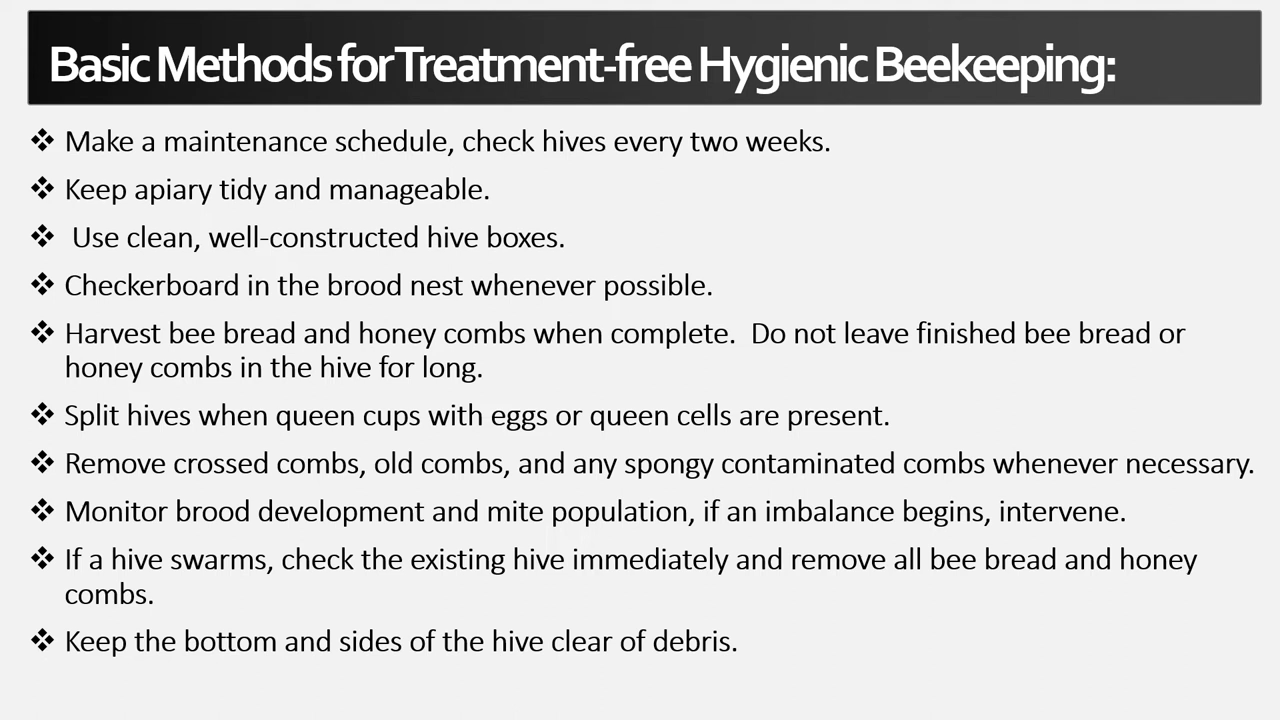 Basic Methods for Treatment-free Hygienic Beekeeping:
❖ Make a maintenance schedule, check hives every two weeks.
❖ Keep apiary tidy and manageable.
❖ Use clean, well-constructed hive boxes.
❖ Checkerboard in the brood nest whenever possible.
❖ Harvest bee bread and honey combs when complete.  Do not leave finished bee bread or
honey combs in the hive for long.
❖ Split hives when queen cups with eggs or queen cells are present.
❖ Remove crossed combs, old combs, and any spongy contaminated combs whenever necessary.
❖ Monitor brood development and mite population, if an imbalance begins, intervene.
❖ If a hive swarms, check the existing hive immediately and remove all bee bread and honey
combs.
❖ Keep the bottom and sides of the hive clear of debris.